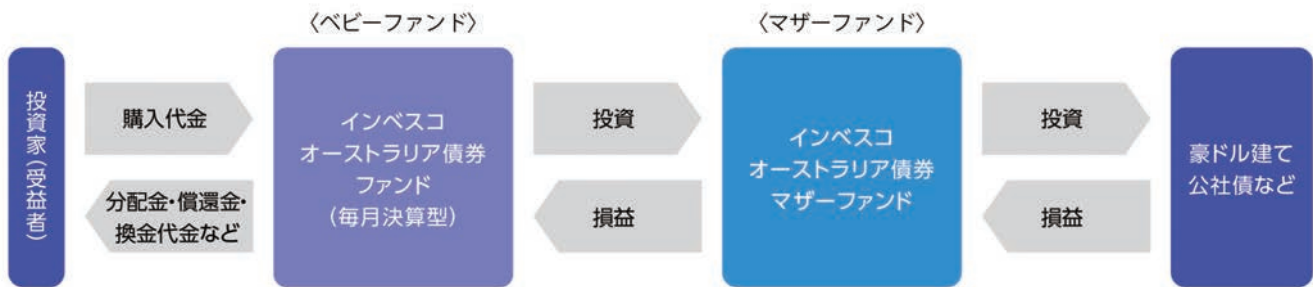 〈ベビーファンド〉
〈マザーファンド〉
投資家(受益者)
購入代金
分配金・償還金・
換金代金など
インベスコ
オーストラリア債券
ファンド
(毎月決算型)
投資
損益
インベスコ
オーストラリア債券
マザーファンド
投資
損益
豪ドル建て
公社債など